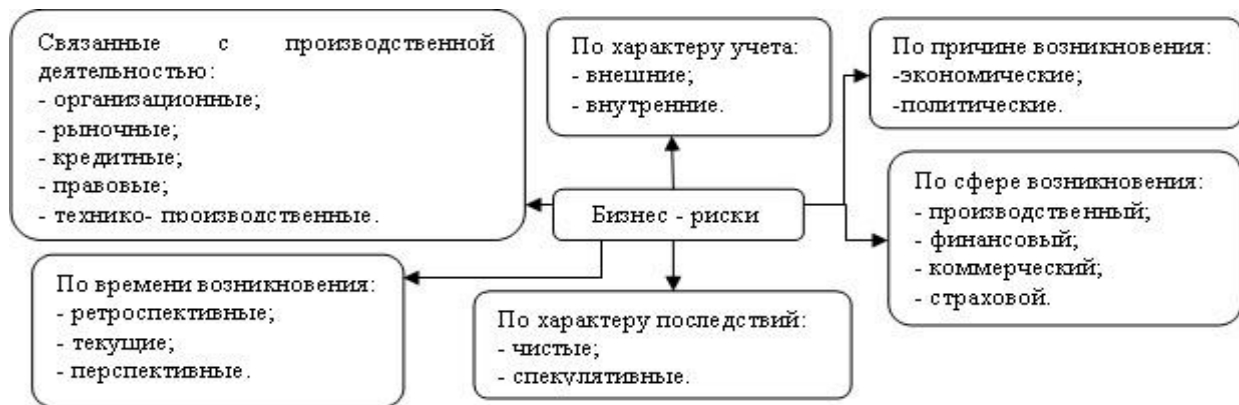 Связанные с производственной
деятельностью:
- организационные;
- рыночные;
- кредитные;
- правовые;
- технико- производственные.
По характеру учета:
- внешние;
- внутренние.
По причине возникновения:
-экономические;
-политические.
Бизнес - риски
По сфере возникновения:
- производственный;
- финансовый;
- коммерческий;
- страховой.
По времени возникновения:
- ретроспективные;
- текущие;
- перспективные.
По характеру последствий:
- чистые;
- спекулятивные.